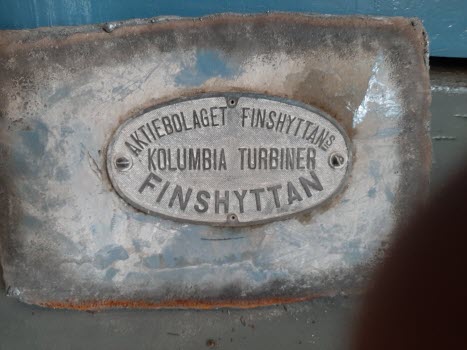 AKTIEBOLAGET FINSHYTTANS
KOLUMBIA TURBINER
FINSHYTTAN